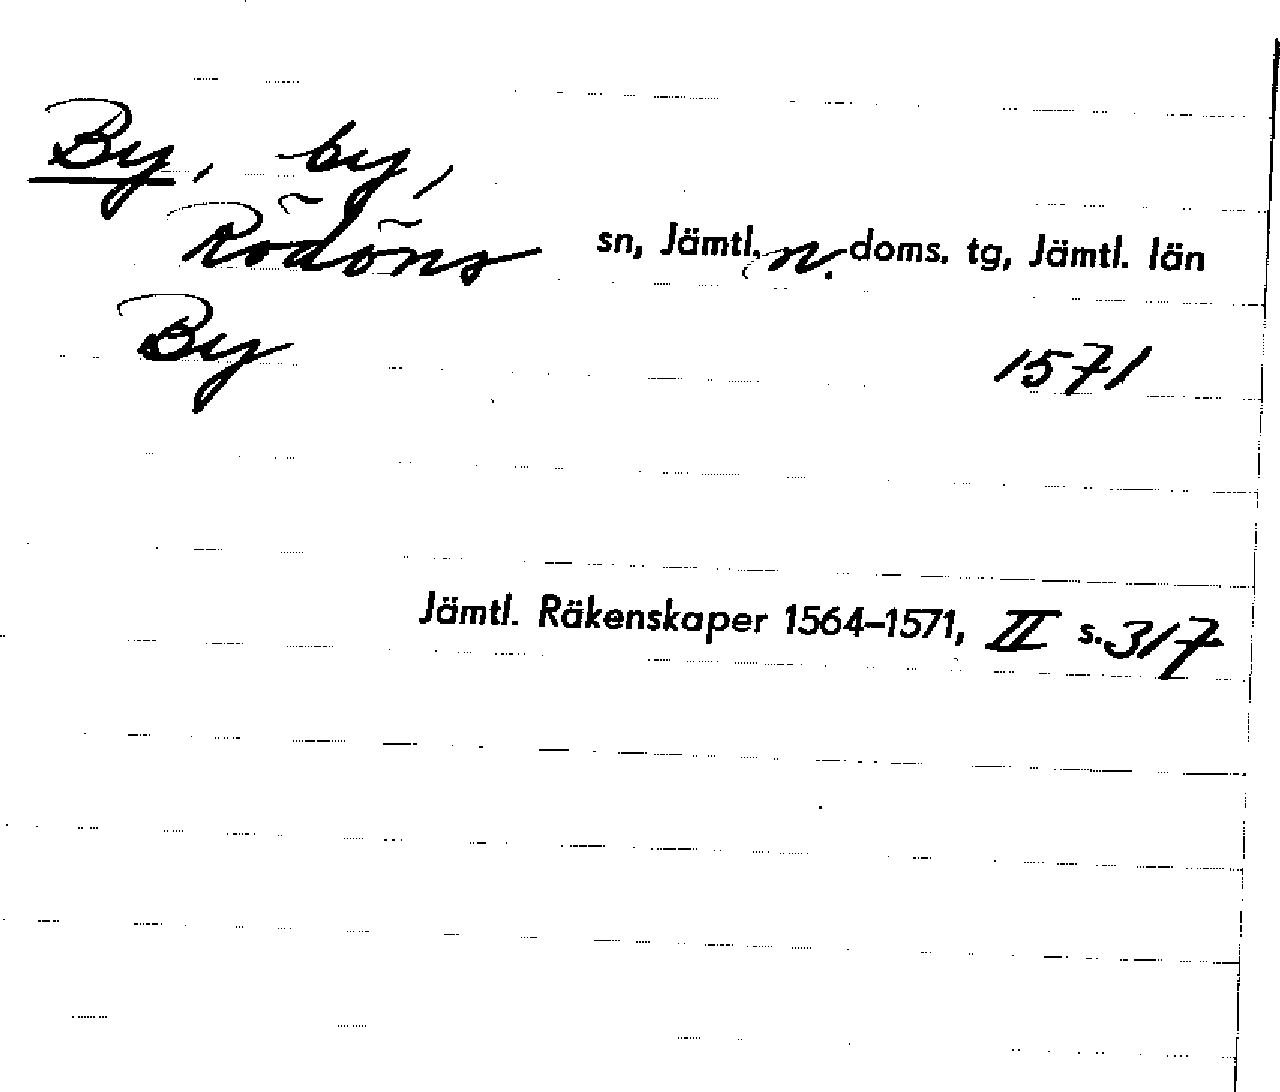 By, by,
Rödöns sn, Jämtl. n. doms. tg, Jämtl. län
By 1571
Jämtl. Räkenskaper 1564–1571, II s. 317